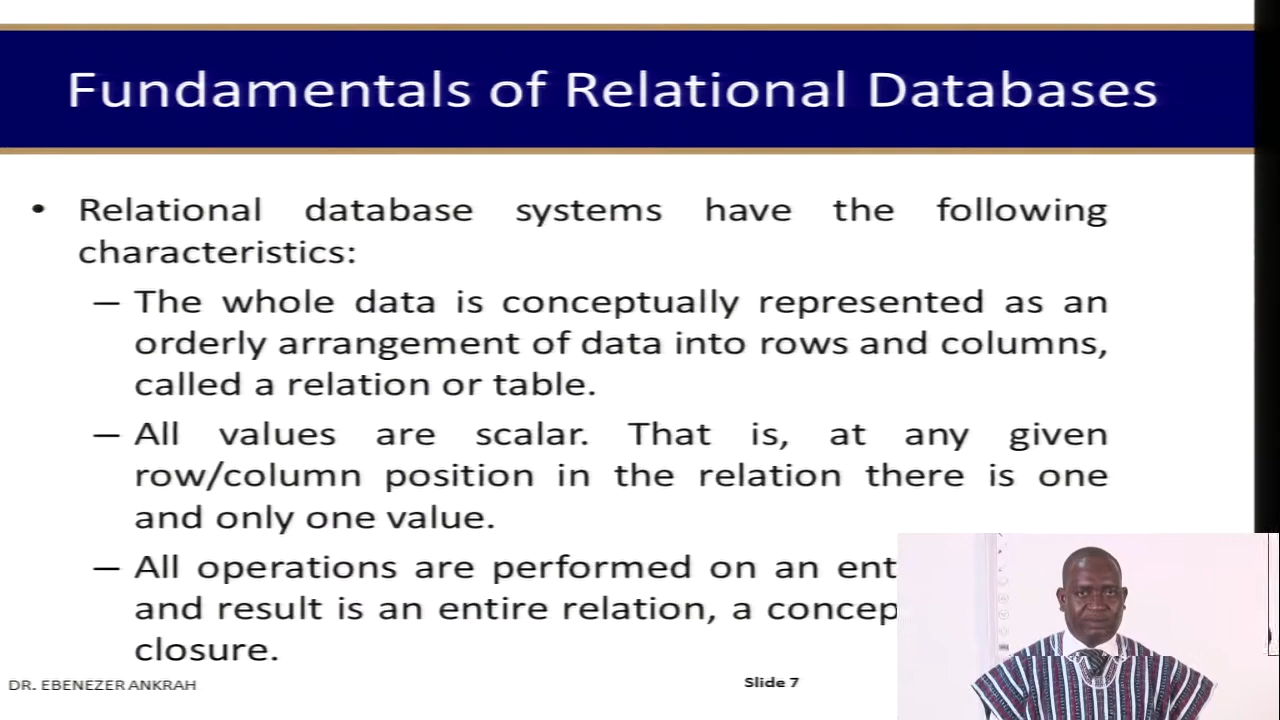 Fundamentals of Relational Databases
• Relational database systems have the following
characteristics:
– The whole data is conceptually represented as an
orderly arrangement of data into rows and columns,
called a relation or table.
– All values are scalar. That is, at any given
row/column position in the relation there is one
and only one value.
– All operations are performed on an
and result is an entire relation, a
closure.
DR. EBENEZER ANKRAH
Slide 7